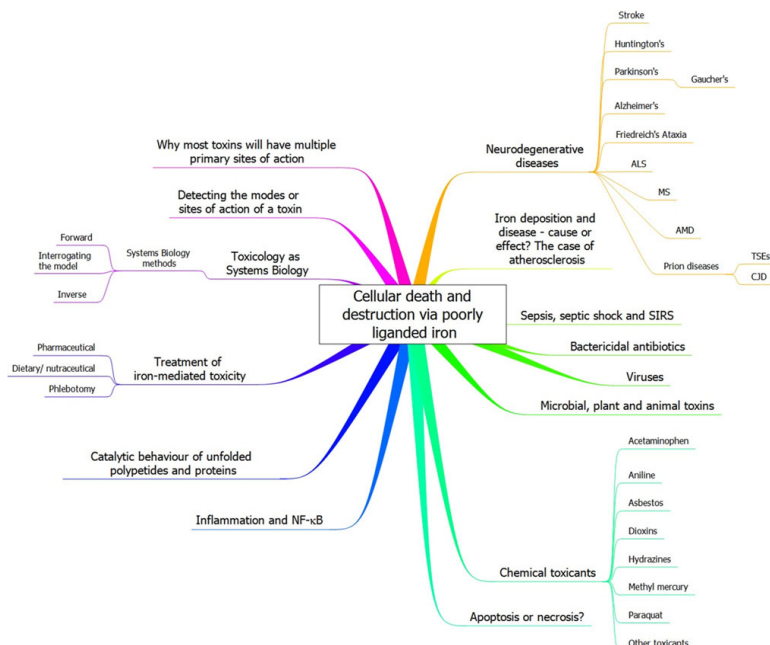 Cellular death and
destruction via poorly
liganded iron
Neurodegenerative
diseases
Stroke
Huntington's
Parkinson's
Gaucher's
Alzheimer's
Friedreich's Ataxia
ALS
MS
AMD
Prion diseases
TSEs
CJD
Iron deposition and
disease - cause or
effect? The case of
atherosclerosis
Sepsis, septic shock and SIRS
Bactericidal antibiotics
Viruses
Microbial, plant and animal toxins
Chemical toxicants
Acetaminophen
Aniline
Asbestos
Dioxins
Hydrazines
Methyl mercury
Paraquat
Other toxicants
Apoptosis or necrosis?
Inflammation and NF-κB
Catalytic behaviour of unfolded
polypetides and proteins
Treatment of
iron-mediated toxicity
Pharmaceutical
Dietary/ nutraceutical
Phlebotomy
Toxicology as
Systems Biology
Systems Biology
methods
Forward
Interrogating
the model
Inverse
Detecting the modes or
sites of action of a toxin
Why most toxins will have multiple
primary sites of action